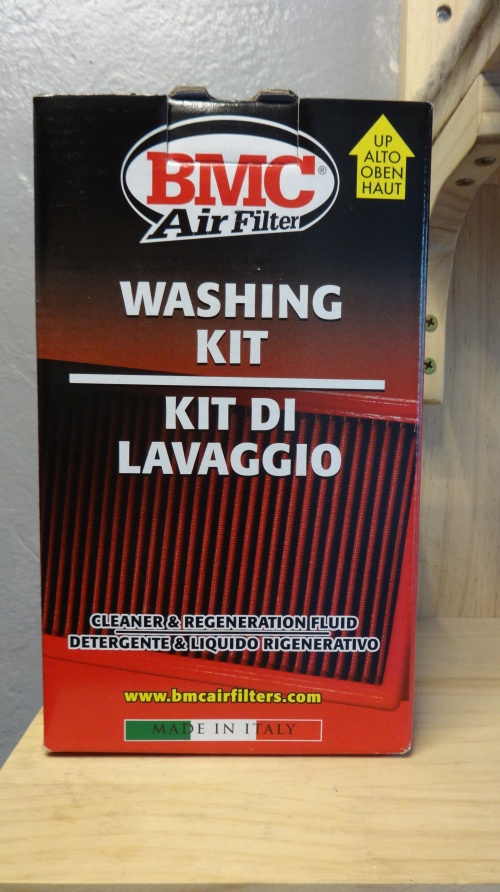 BMC®
Air Filter
UP
ALTO
OBEN
HAUT
WASHING
KIT
KIT DI
LAVAGGIO
CLEANER & REGENERATION FLUID
DETERGENTE & LIQUIDO RIGENERATIVO
www.bmcairfilters.com
MADE IN ITALY